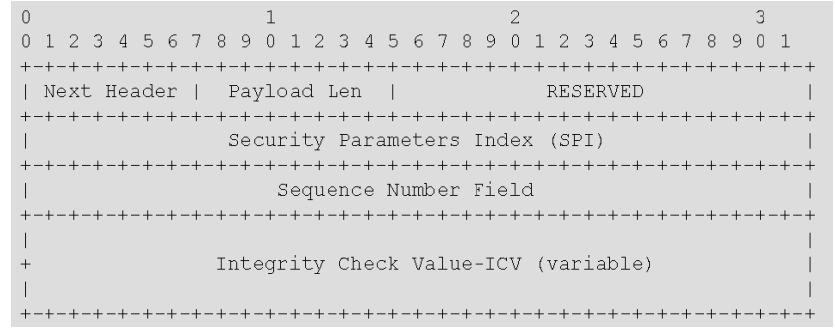 0                   1                   2                   3
0 1 2 3 4 5 6 7 8 9 0 1 2 3 4 5 6 7 8 9 0 1 2 3 4 5 6 7 8 9 0 1
+-+-+-+-+-+-+-+-+-+-+-+-+-+-+-+-+-+-+-+-+-+-+-+-+-+-+-+-+-+-+-+-+
| Next Header | Payload Len | RESERVED |
+-+-+-+-+-+-+-+-+-+-+-+-+-+-+-+-+-+-+-+-+-+-+-+-+-+-+-+-+-+-+-+-+
| Security Parameters Index (SPI) |
+-+-+-+-+-+-+-+-+-+-+-+-+-+-+-+-+-+-+-+-+-+-+-+-+-+-+-+-+-+-+-+-+
| Sequence Number Field |
+-+-+-+-+-+-+-+-+-+-+-+-+-+-+-+-+-+-+-+-+-+-+-+-+-+-+-+-+-+-+-+-+
| |
+ Integrity Check Value-ICV (variable) |
| |
+-+-+-+-+-+-+-+-+-+-+-+-+-+-+-+-+-+-+-+-+-+-+-+-+-+-+-+-+-+-+-+-+